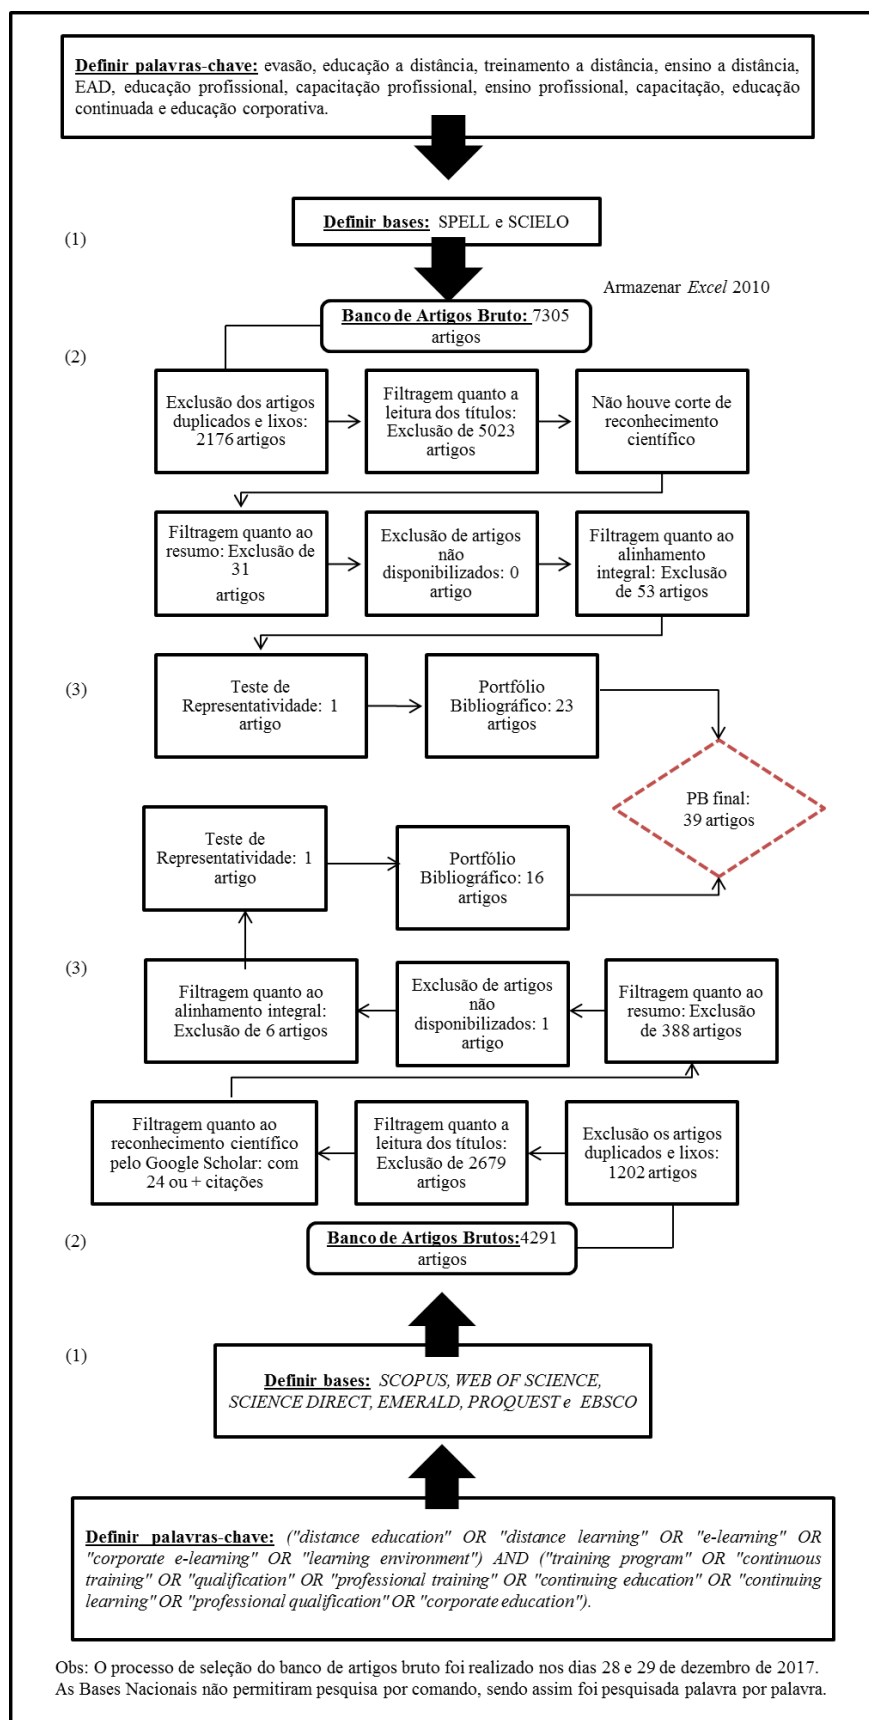 Definir palavras-chave: evasão, educação a distância, treinamento a distância, ensino a distância,
EAD, educação profissional, capacitação profissional, ensino profissional, capacitação, educação
continuada e educação corporativa.
Definir bases: SPELL e SCIELO
(1)
Armazenar Excel 2010
Banco de Artigos Bruto: 7305
artigos
(2)
Exclusão dos artigos
duplicados e lixos:
2176 artigos
Filtragem quanto a
leitura dos títulos:
Exclusão de 5023
artigos
Não houve corte de
reconhecimento
científico
Filtragem quanto ao
resumo: Exclusão de
31
artigos
Exclusão de artigos
não
disponibilizados: 0
artigo
Filtragem quanto ao
alinhamento
integral: Exclusão
de 53 artigos
(3)
Teste de
Representatividade: 1
artigo
Portfólio
Bibliográfico: 23
artigos
PB final:
39 artigos
Teste de
Representatividade: 1
artigo
Portfólio
Bibliográfico: 16
artigos
(3)
Filtragem quanto ao
alinhamento integral:
Exclusão de 6 artigos
Exclusão de artigos
não
disponibilizados: 1
artigo
Filtragem quanto ao
resumo: Exclusão
de 388 artigos
Filtragem quanto ao
reconhecimento científico
pelo Google Scholar: com
24 ou + citações
Filtragem quanto a
leitura dos títulos:
Exclusão de 2679
artigos
Exclusão os artigos
duplicados e lixos:
1202 artigos
(2)
Banco de Artigos Brutos:4291
artigos
(1)
Definir bases: SCOPUS, WEB OF SCIENCE,
SCIENCE DIRECT, EMERALD, PROQUEST e EBSCO
Definir palavras-chave: ("distance education" OR "distance learning" OR "e-learning" OR
"corporate e-learning" OR "learning environment") AND ("training program" OR "continuous
training" OR "qualification" OR "professional training" OR "continuing education" OR "continuing
learning" OR "professional qualification" OR "corporate education").
Obs: O processo de seleção do banco de artigos bruto foi realizado nos dias 28 e 29 de dezembro de 2017.
As Bases Nacionais não permitiram pesquisa por comando, sendo assim foi pesquisada palavra por palavra.